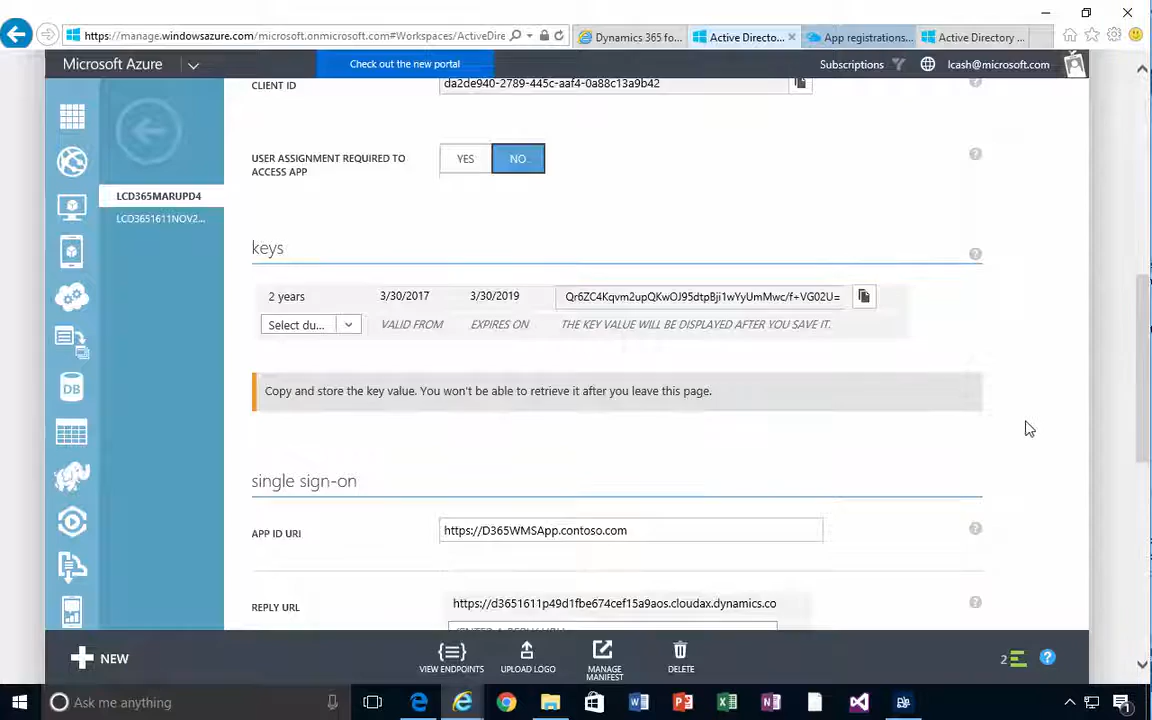 https://manage.windowsazure.com/microsoft.onmicrosoft.com#Workspaces/ActiveDire
Dynamics 365 fo...
Active Directo...
App registrations...
Active Directory ...
Microsoft Azure
Check out the new portal
Subscriptions
lcash@microsoft.com
CLIENT ID
da2de940-2789-445c-aaf4-0a88c13a9b42
USER ASSIGNMENT REQUIRED TO
ACCESS APP
YES
NO
LCD365MARUPD4
LCD3651611NOV2...
keys
2 years
3/30/2017
3/30/2019
Qr6ZC4Kqvm2upQKwOJ95dtpBji1wYyUmMwc/f+VG02U=
Select du...
VALID FROM
EXPIRES ON
THE KEY VALUE WILL BE DISPLAYED AFTER YOU SAVE IT.
DB
Copy and store the key value. You won't be able to retrieve it after you leave this page.
single sign-on
APP ID URI
https://D365WMSApp.contoso.com
REPLY URL
https://d3651611p49d1fbe674cef15a9aos.cloudax.dynamics.co
(ENTER A REPLY URL)
NEW
VIEW ENDPOINTS
UPLOAD LOGO
MANAGE
MANIFEST
DELETE
2
Ask me anything